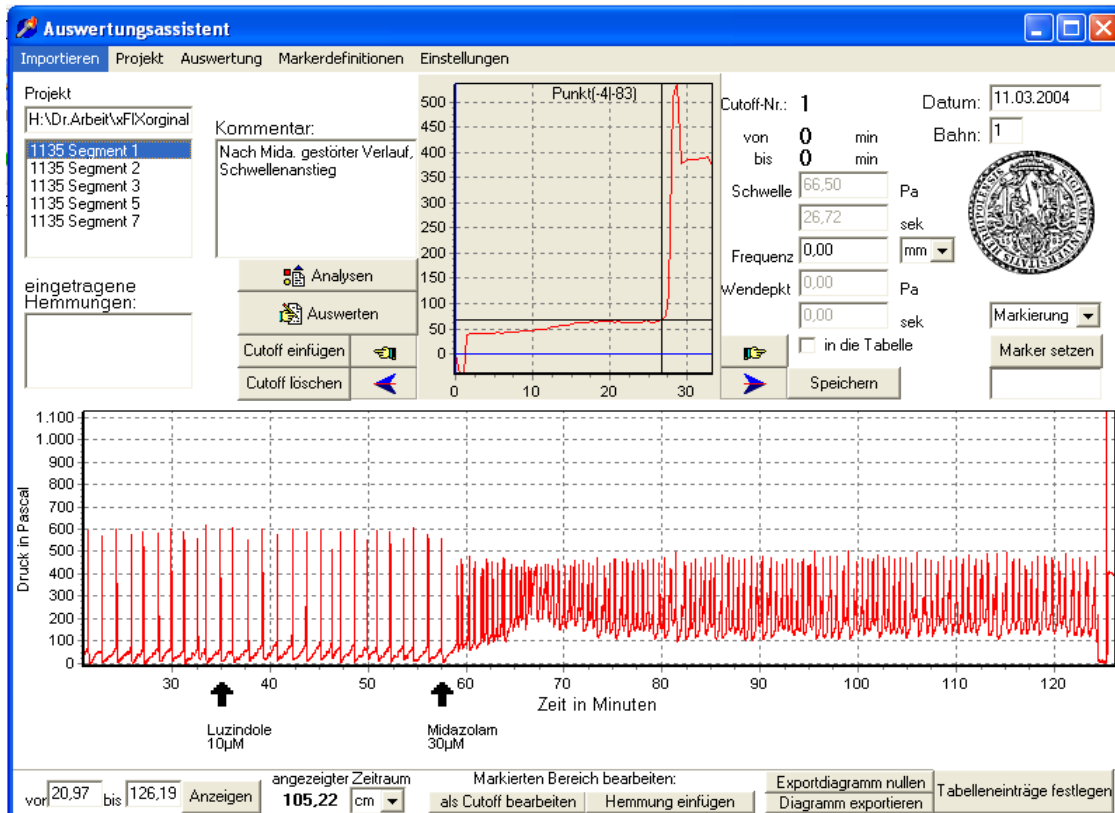 Auswertungsassistent
Importieren Projekt Auswertung Markerdefinitionen Einstellungen
Projekt
H:\Dr.Arbeit\xFIXorginal
1135 Segment 1
1135 Segment 2
1135 Segment 3
1135 Segment 5
1135 Segment 7
eingetragene
Hemmungen:
Kommentar:
Nach Mida. gestörter Verlauf,
Schwellenanstieg
Analysen
Auswerten
Cutoff einfügen
Cutoff löschen
Punkt(-4|-83)
500
450
400
350
300
250
200
150
100
50
0
0 10 20 30
Cutoff-Nr.: 1
von 0 min
bis 0 min
Schwelle 66,50 Pa
26,72 sek
Frequenz 0,00 mm
Wendepkt 0,00 Pa
0,00 sek
in die Tabelle
Speichern
Datum: 11.03.2004
Bahn: 1
Markierung
Marker setzen
Druck in Pascal
1.100
1.000
900
800
700
600
500
400
300
200
100
0
30 40 50 60 70 80 90 100 110 120
Zeit in Minuten
Luzindole
10µM
Midazolam
30µM
vor 20,97 bis 126,19 Anzeigen
angezeigter Zeitraum
105,22 cm
Markierten Bereich bearbeiten:
als Cutoff bearbeiten Hemmung einfügen
Exportdiagramm nullen
Diagramm exportieren
Tabelleneinträge festlegen